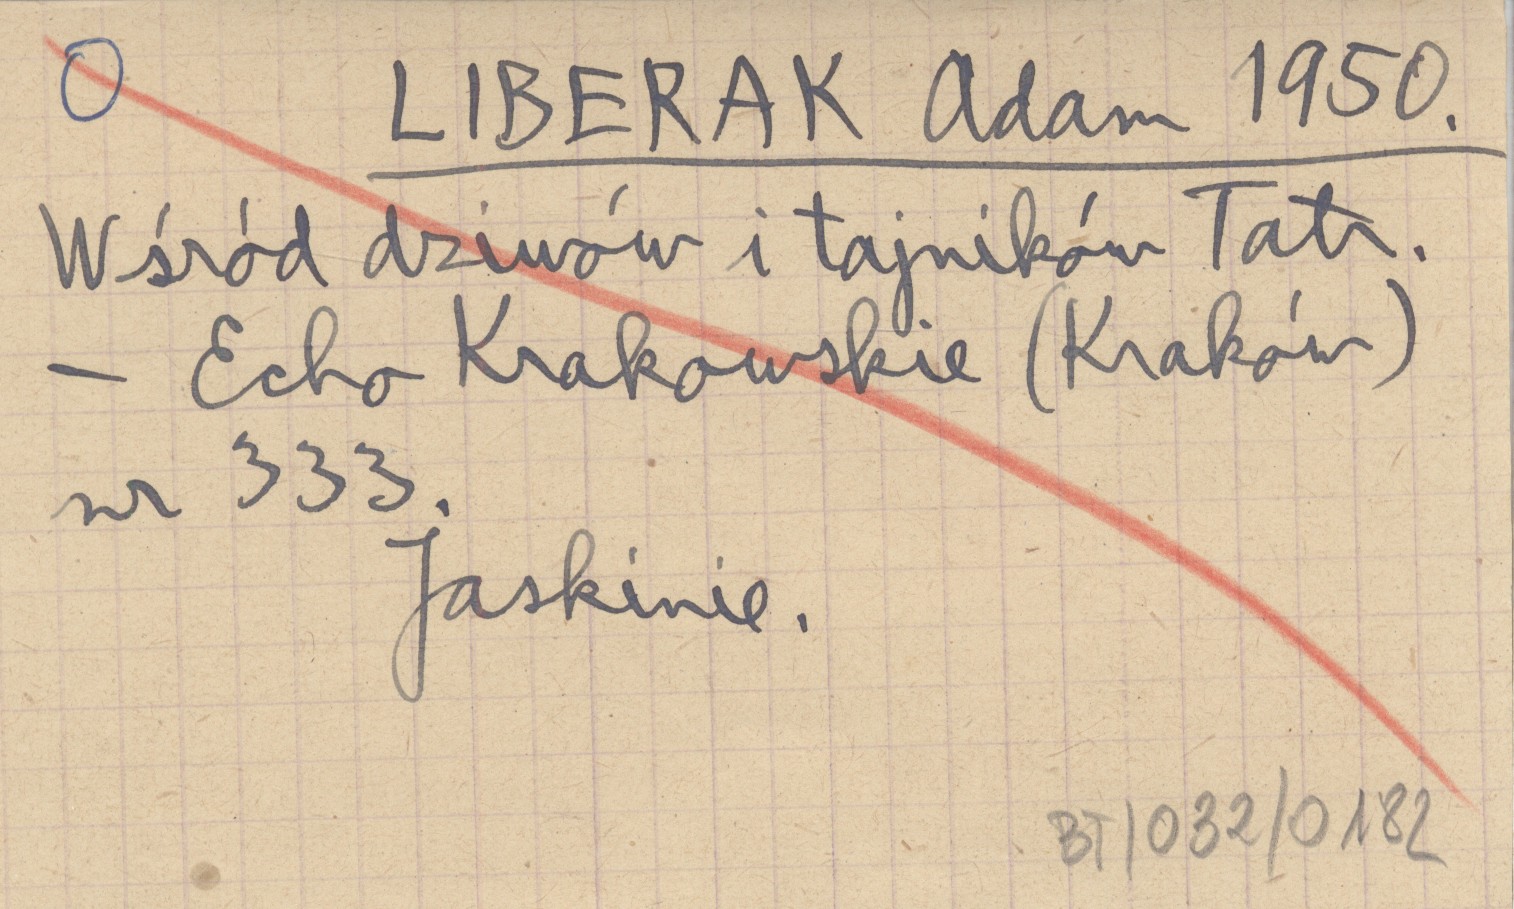 O LIBERAK Adam 1950.
Wśród dziwów i tajników Tatr.
- Echo Krakowskie (Kraków)
nr 333.
Jaskinie.
BT/032/0182